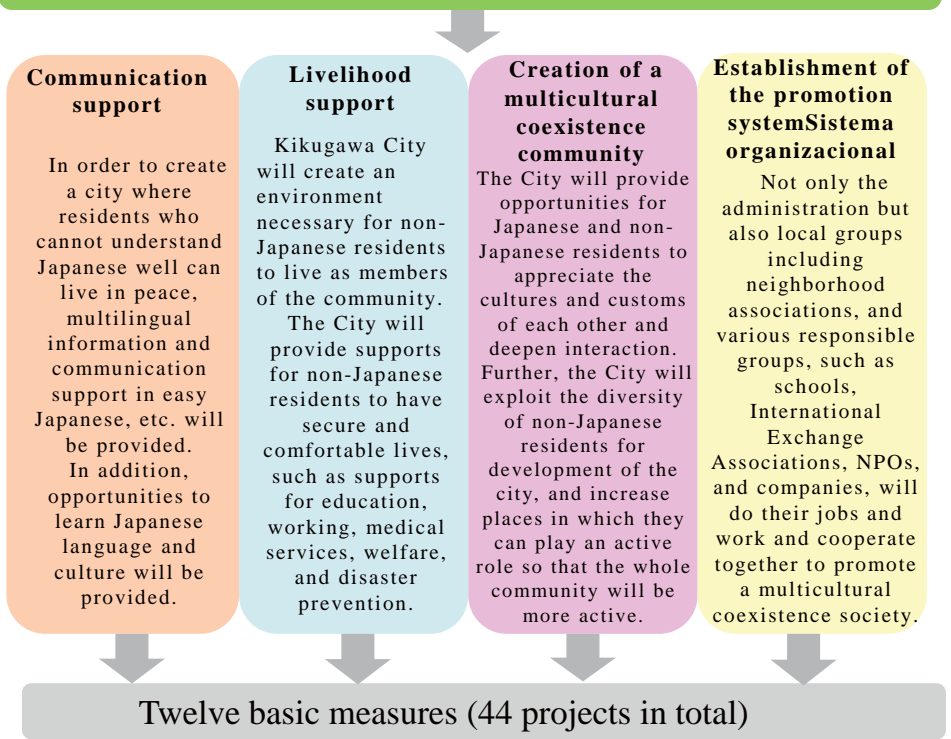 Communication
support
In order to create
a city where
residents who
cannot understand
Japanese well can
live in peace,
multilingual
information and
communication
support in easy
Japanese, etc. will
be provided.
In addition,
opportunities to
learn Japanese
language and
culture will be
provided.
Livelihood
support
Kikugawa City
will create an
environment
necessary for non-
Japanese residents
to live as members
of the community.
The City will
provide supports
for non-Japanese
residents to have
secure and
comfortable lives,
such as supports
for education,
working, medical
services, welfare,
and disaster
prevention.
Creation of a
multicultural
coexistence
community
The City will provide
opportunities for
Japanese and non-
Japanese residents to
appreciate the
cultures and customs
of each other and
deepen interaction.
Further, the City will
exploit the diversity
of non-Japanese
residents for
development of the
city, and increase
places in which they
can play an active
role so that the whole
community will be
more active.
Establishment of
the promotion
systemSistema
organizacional
Not only the
administration but
also local groups
including
neighborhood
associations, and
various responsible
groups, such as
schools,
International
Exchange
Associations, NPOs,
and companies, will
do their jobs and
work and cooperate
together to promote
a multicultural
coexistence society.
Twelve basic measures (44 projects in total)